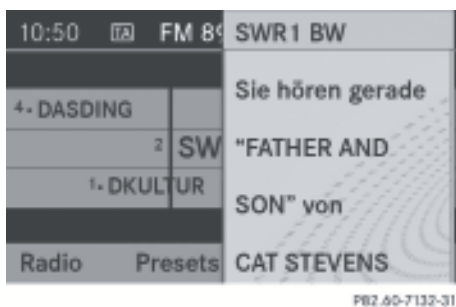 10:50 TA FM 89
SWR1 BW
Sie hören gerade
4 DASDING
2 SW
"FATHER AND
1 DKULTUR
SON" von
Radio Presets
CAT STEVENS
P82.60-7132-31